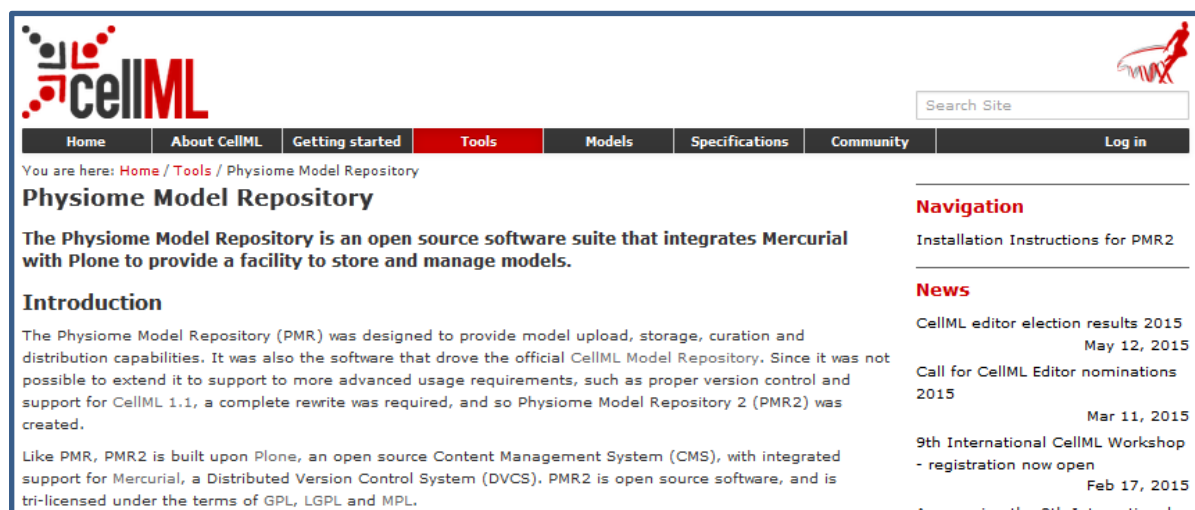 cellML
Search Site
Home About CellML Getting started Tools Models Specifications Community Log in
You are here: Home / Tools / Physiome Model Repository
Physiome Model Repository
The Physiome Model Repository is an open source software suite that integrates Mercurial
with Plone to provide a facility to store and manage models.
Introduction
The Physiome Model Repository (PMR) was designed to provide model upload, storage, curation and
distribution capabilities. It was also the software that drove the official CellML Model Repository. Since it was not
possible to extend it to support to more advanced usage requirements, such as proper version control and
support for CellML 1.1, a complete rewrite was required, and so Physiome Model Repository 2 (PMR2) was
created.
Like PMR, PMR2 is built upon Plone, an open source Content Management System (CMS), with integrated
support for Mercurial, a Distributed Version Control System (DVCS). PMR2 is open source software, and is
tri-licensed under the terms of GPL, LGPL and MPL.
Navigation
Installation Instructions for PMR2
News
CellML editor election results 2015
May 12, 2015
Call for CellML Editor nominations
2015
Mar 11, 2015
9th International CellML Workshop
- registration now open
Feb 17, 2015